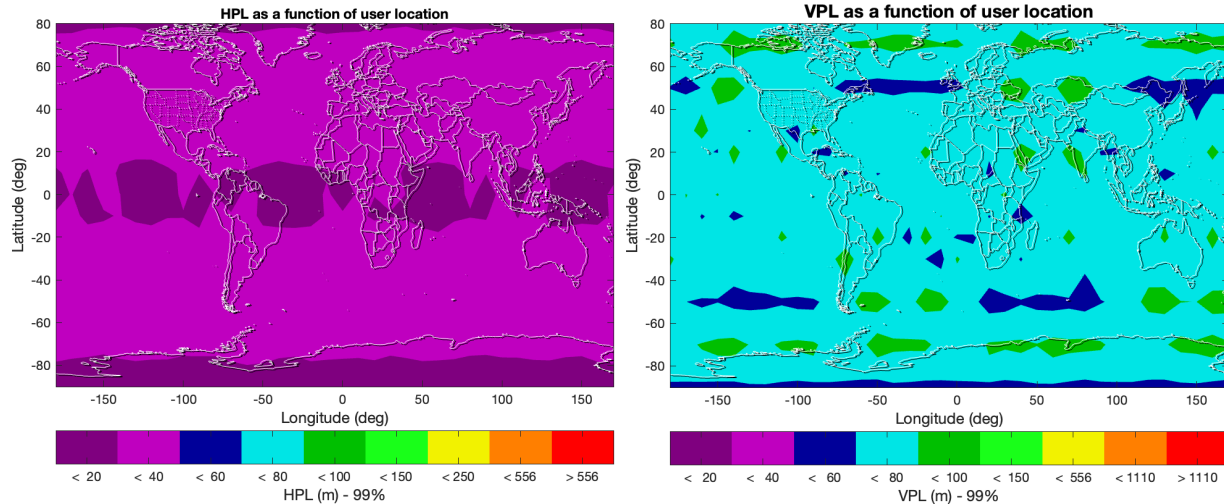 HPL as a function of user location
80
60
40
20
0
-20
-40
-60
-80
Latitude (deg)
-150 -100 -50 0 50 100 150
Longitude (deg)
< 20 < 40 < 60 < 80 < 100 < 150 < 250 < 556 > 556
HPL (m) - 99%
VPL as a function of user location
80
60
40
20
0
-20
-40
-60
-80
Latitude (deg)
-150 -100 -50 0 50 100 150
Longitude (deg)
< 20 < 40 < 60 < 80 < 100 < 150 < 556 < 1110 > 1110
VPL (m) - 99%